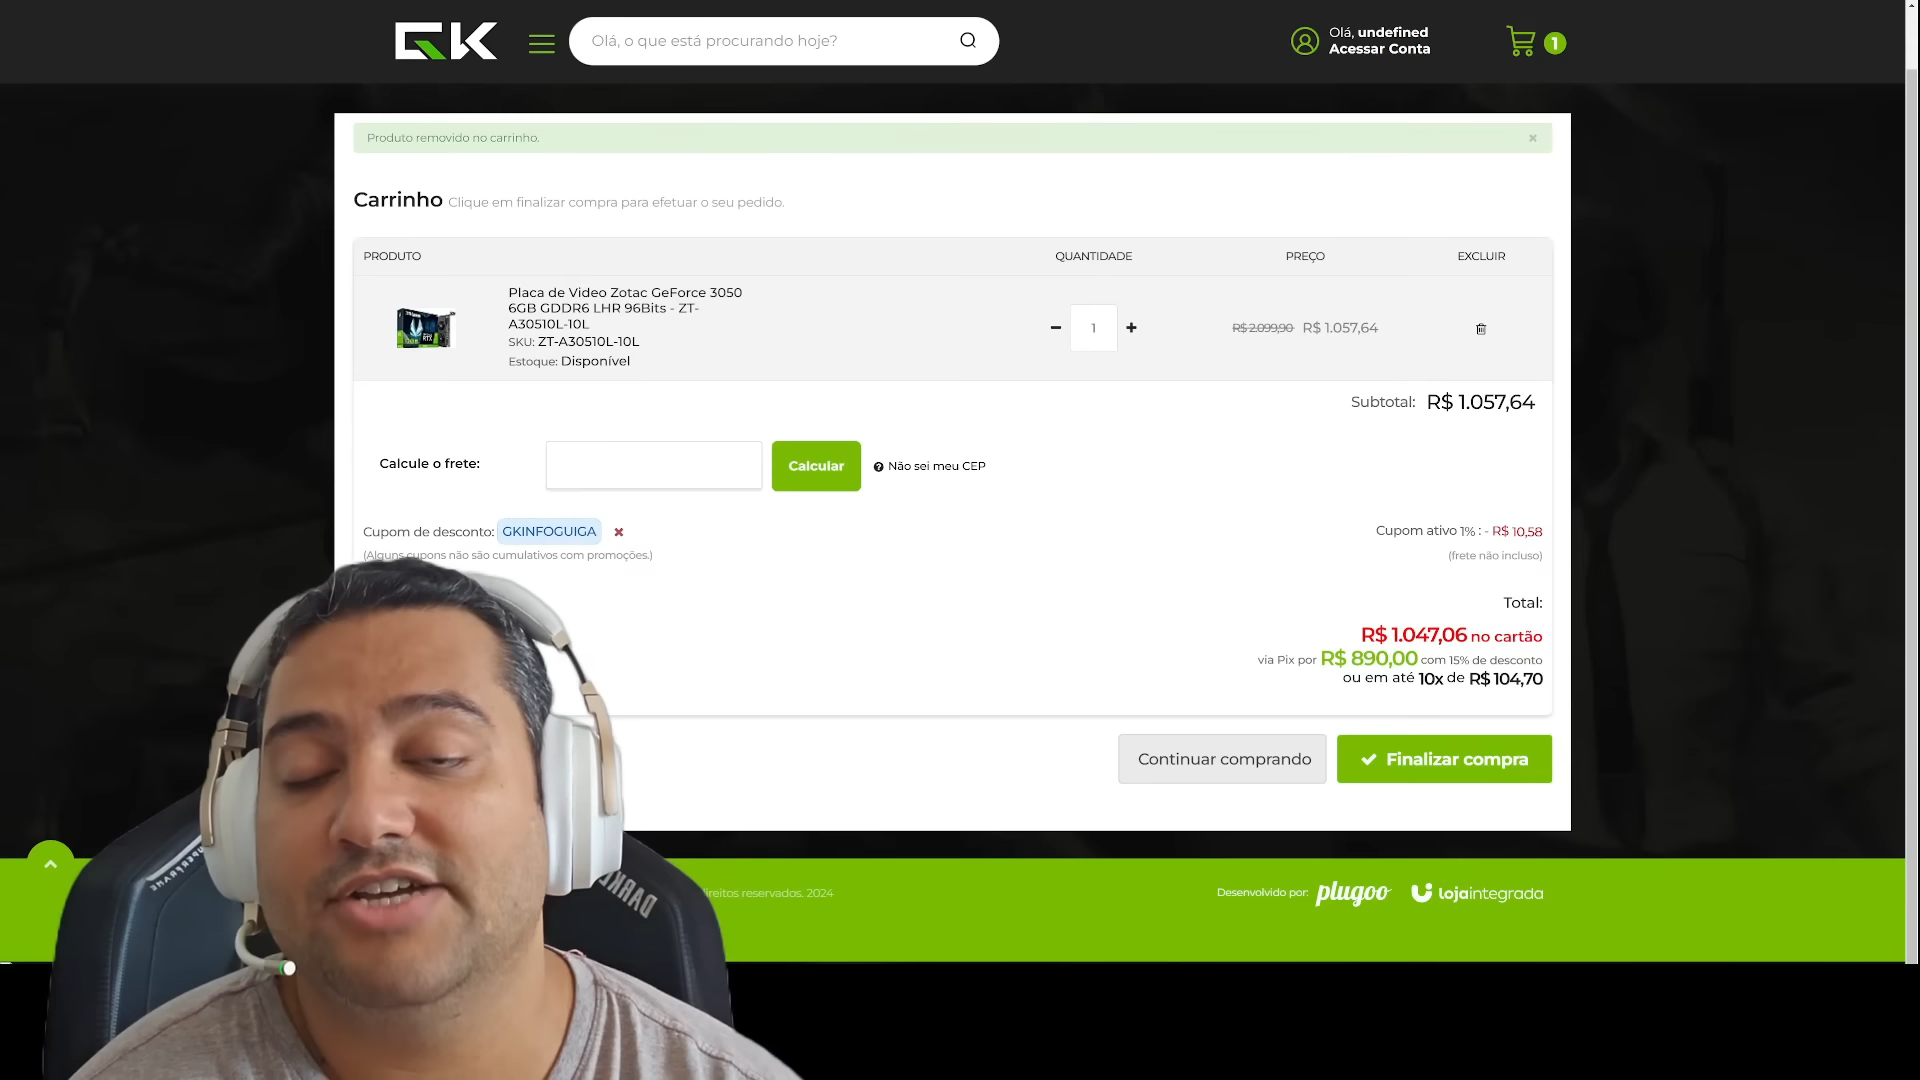 GK
Olá, o que está procurando hoje?
Olá, undefined
Acessar Conta
1
Produto removido no carrinho.
×
Carrinho Clique em finalizar compra para efetuar o seu pedido.
PRODUTO QUANTIDADE PREÇO EXCLUIR
Placa de Vídeo Zotac GeForce 3050
6GB GDDR6 LHR 96Bits - ZT-
A30510L-10L
SKU: ZT-A30510L-10L
Estoque: Disponível
1
R$ 2.099,90 R$ 1.057,64
Subtotal: R$ 1.057,64
Calcule o frete:
Calcular
Não sei meu CEP
Cupom de desconto: GKINFOGUIGA
Cupom ativo 1% : - R$ 10,58
(Alguns cupons não são cumulativos com promoções.)
(frete não incluso)
Total:
R$ 1.047,06 no cartão
via Pix por R$ 890,00 com 15% de desconto
ou em até 10x de R$ 104,70
Continuar comprando
Finalizar compra
direitos reservados. 2024
Desenvolvido por: plugoo lojaintegrada